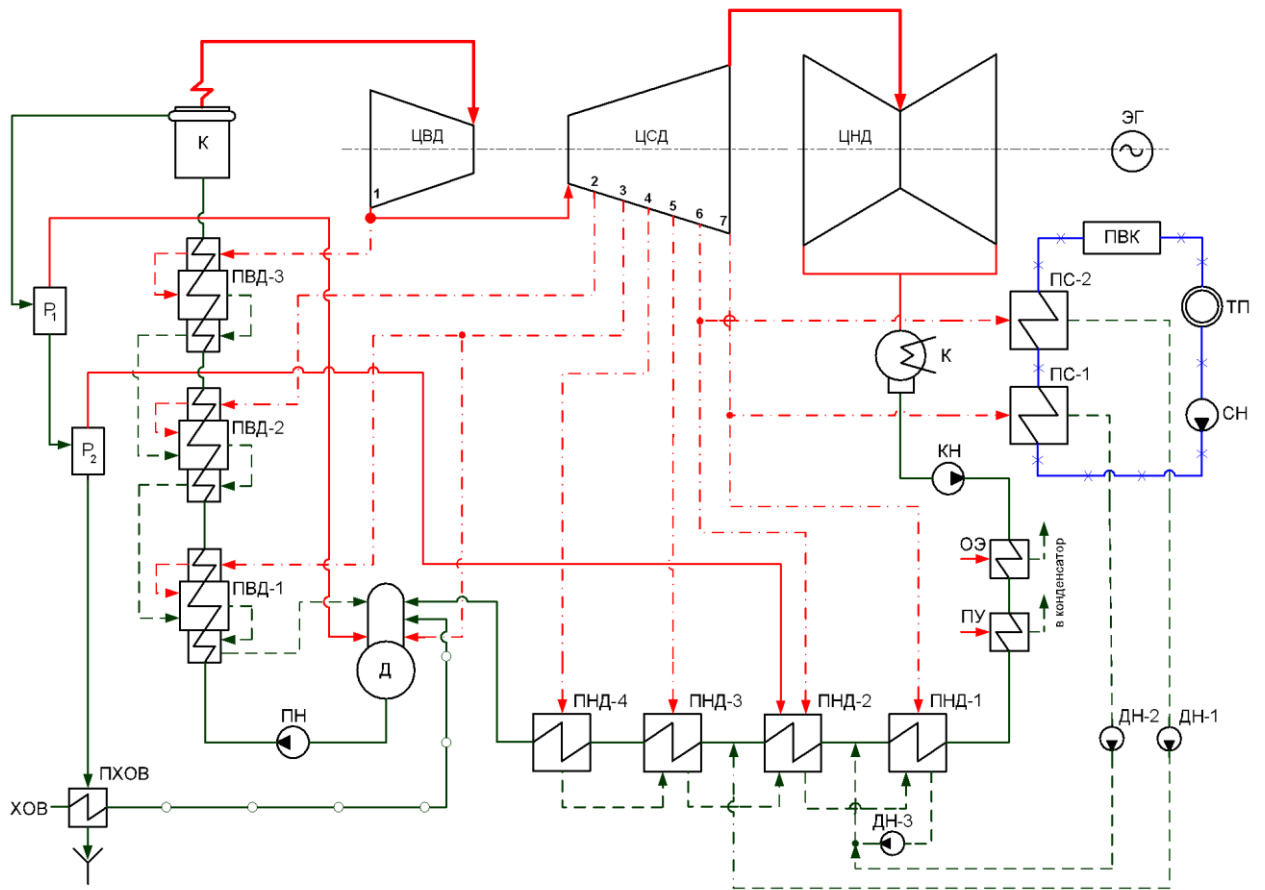 ЭГ
К
ЦВД
ЦСД
ЦНД
1
2
3
4
5
6
7
ПВК
ПВД-3
ПС-2
ТП
Р1
К
ПС-1
СН
ПВД-2
Р2
КН
ОЭ
в конденсатор
ПВД-1
ПУ
Д
ПН
ПНД-4
ПНД-3
ПНД-2
ПНД-1
ДН-2
ДН-1
ПХОВ
ХОВ
ДН-3